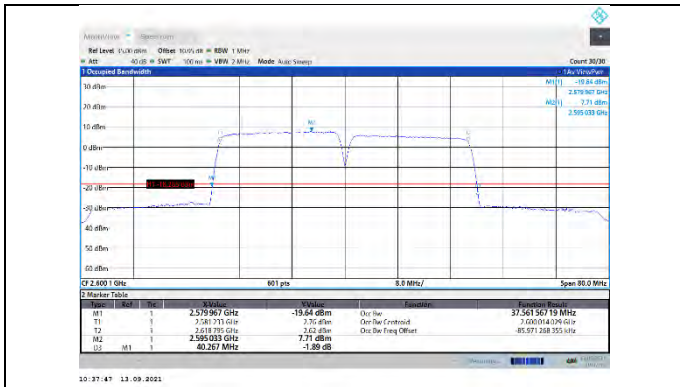 MultiView Spectrum
Ref Level 35.00 dBm Offset 30.05 dB RBW 1 MHz
Att 40 dB SWT 100 ms VBW 2 MHz Mode Auto Sweep Count 30/30
1 Occupied Bandwidth 1Av ViewPwr
M1[1] -19.64 dBm
2.579 967 GHz
M2[1] 7.71 dBm
2.595 033 GHz
30 dBm
20 dBm
10 dBm
0 dBm
-10 dBm
-20 dBm
-30 dBm
40 dBm
50 dBm
60 dBm
M2
CF 2.600 1 GHz 601 pts 8.0 MHz/ Span 80.0 MHz
2 Marker Table
Type Ref Trc X-Value Y-Value Function Function Result
M1 1 2.579967 GHz -19.64 dBm Occ Bw 37.561 567 19 MHz
T1 1 2.581 233 GHz 2.76 dBm Occ Bw Centroid 2.600 014 029 GHz
T2 1 2.618 795 GHz 2.62 dBm Occ Bw Freq Offset -85.971 268 355 kHz
M2 1 2.595033 GHz 7.71 dBm
D3 M1 1 40.267 MHz -1.89 dB
10:37:47 13.09.2021